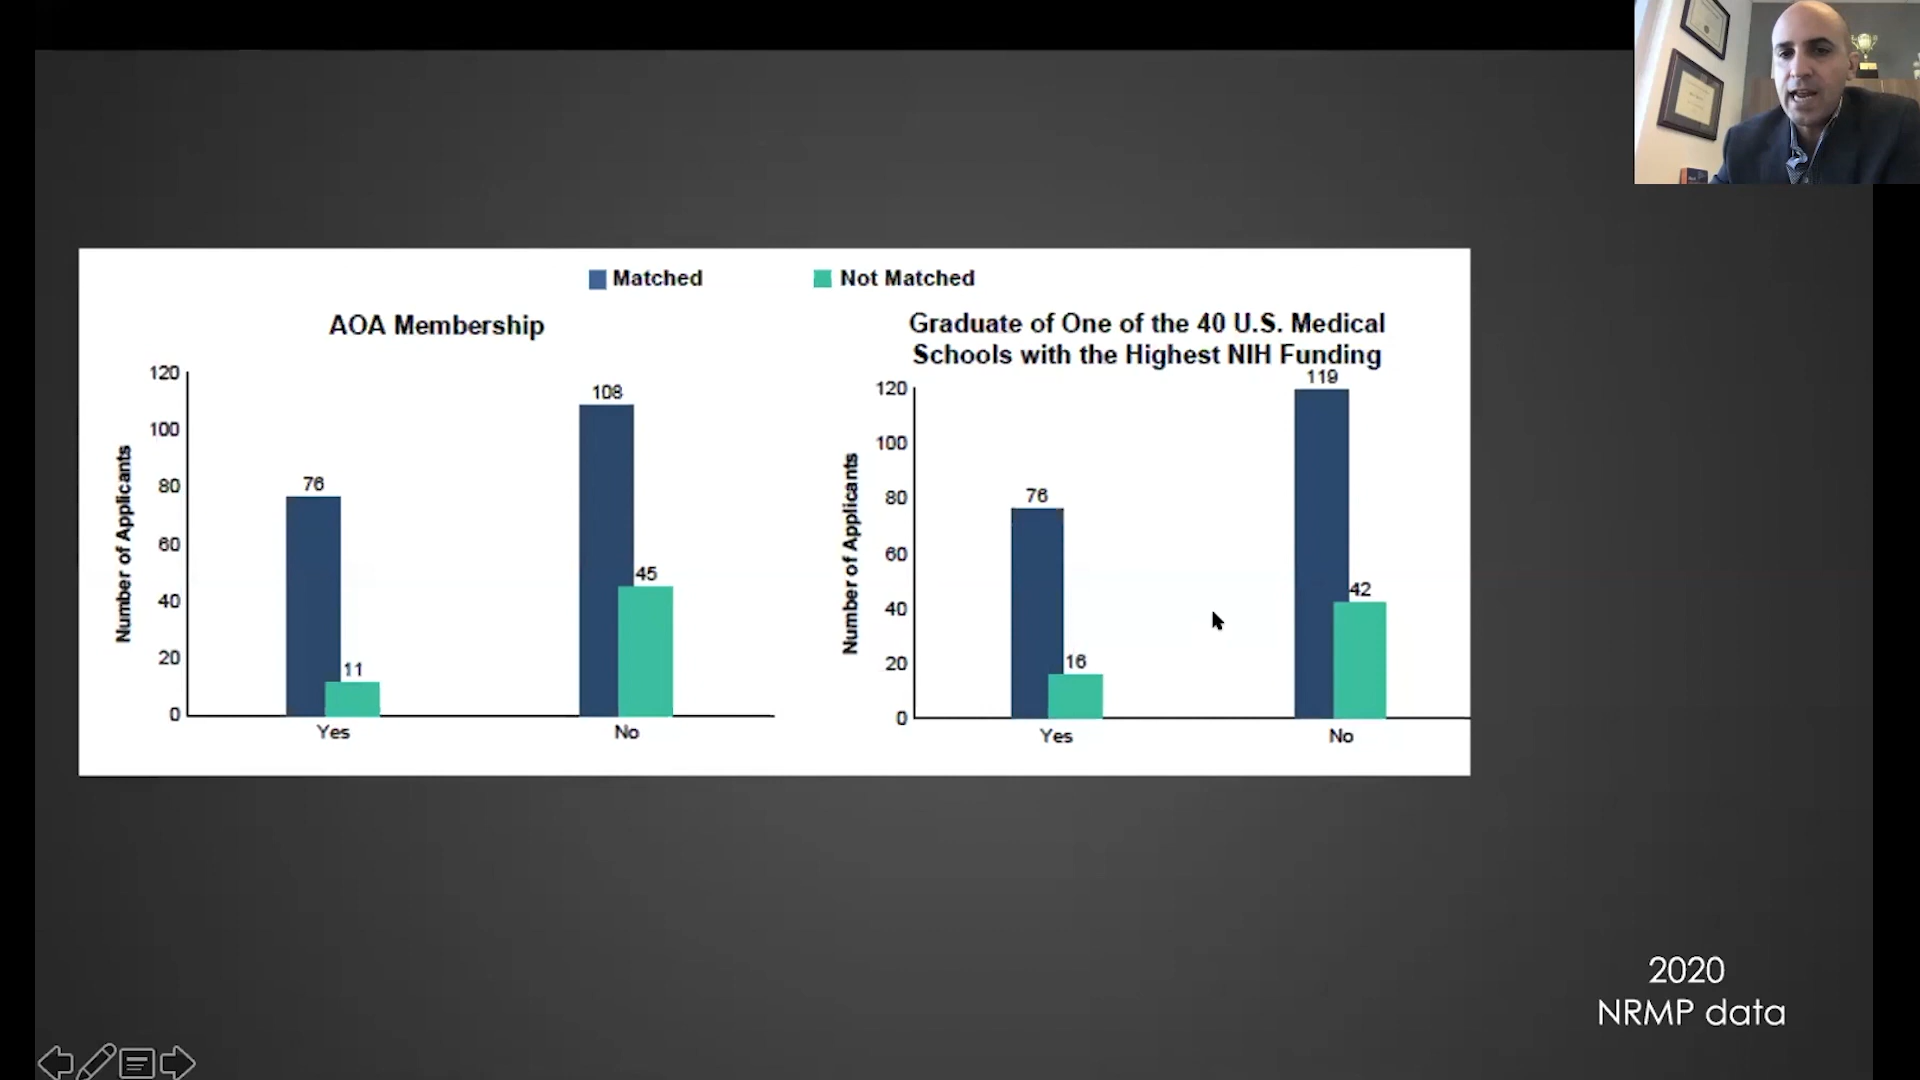 Matched
Not Matched
AOA Membership
120
100
80
60
40
20
0
Number of Applicants
76
11
108
45
Yes
No
Graduate of One of the 40 U.S. Medical
Schools with the Highest NIH Funding
120
100
80
60
40
20
0
Number of Applicants
76
16
119
42
Yes
No
2020
NRMP data